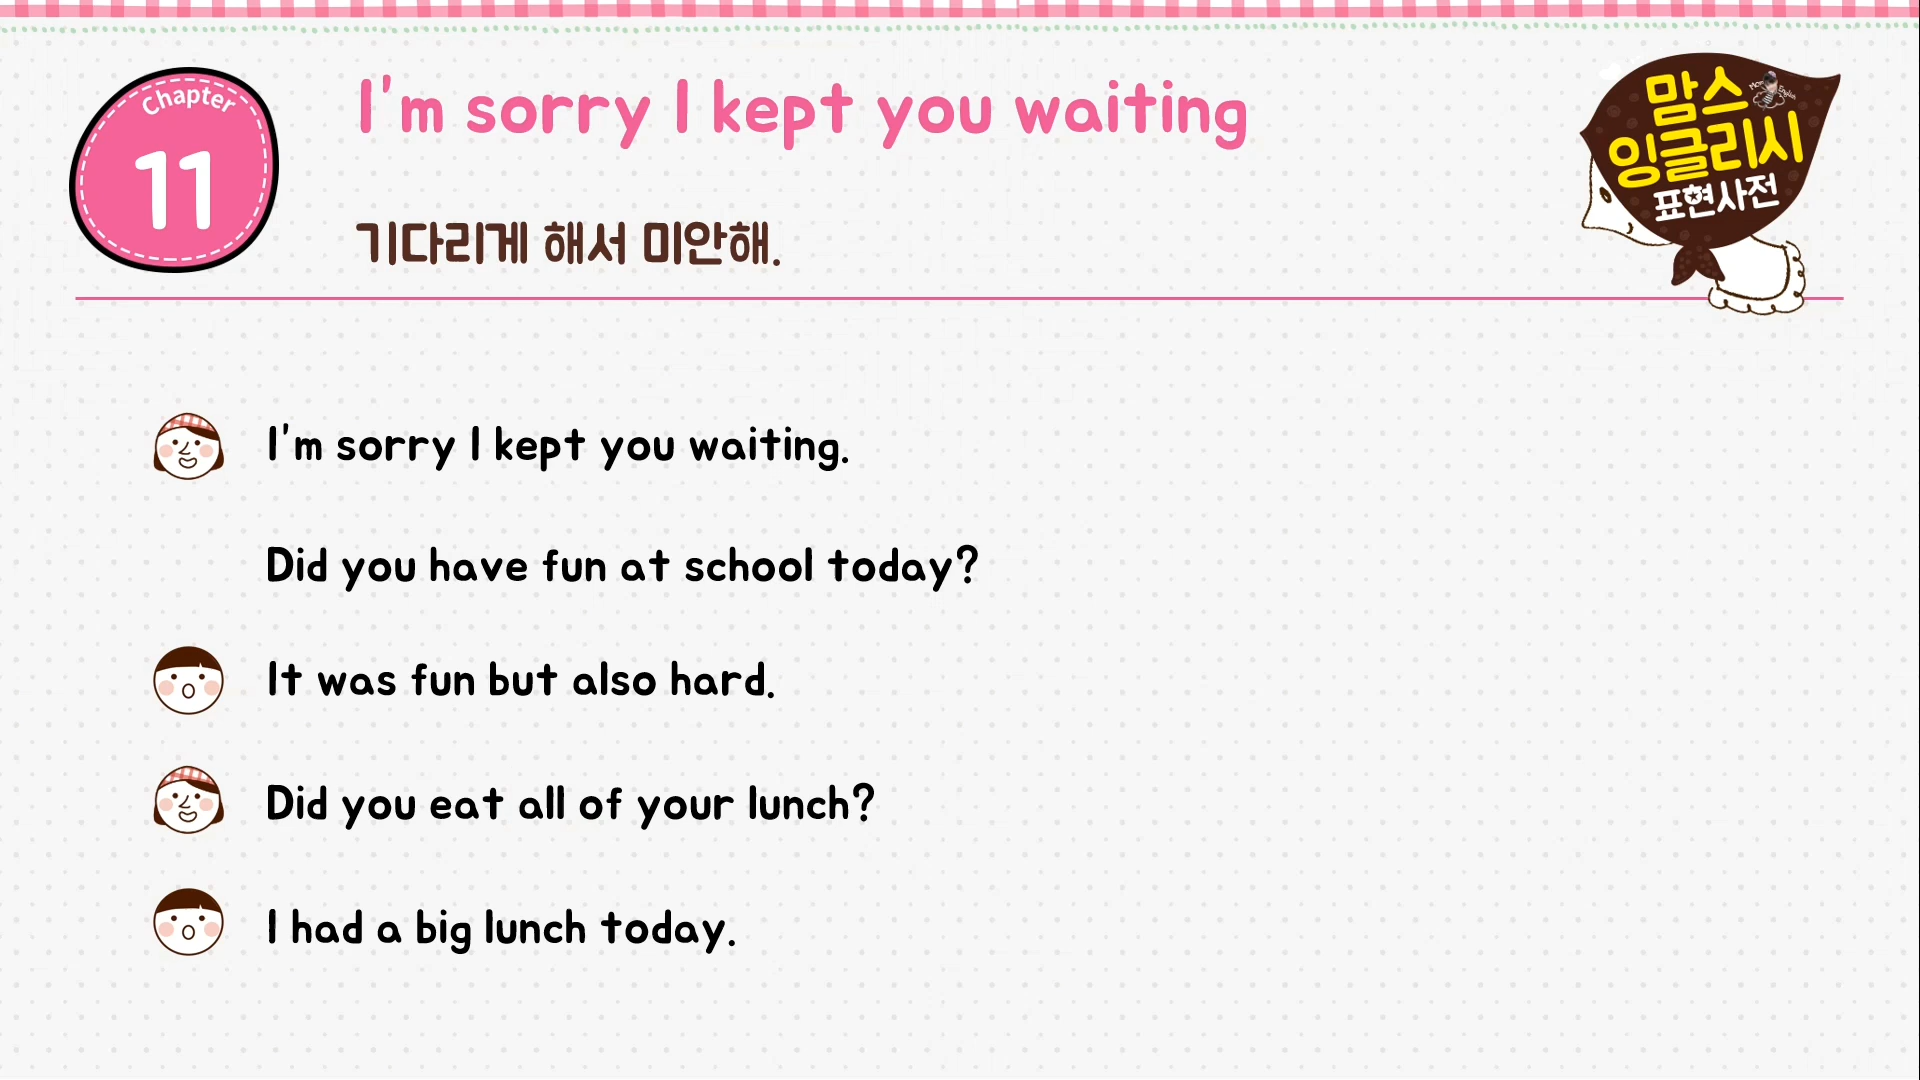 Chapter
11
I'm sorry I kept you waiting
기다리게 해서 미안해.
맘스
잉글리시
표현사전
I'm sorry I kept you waiting.
Did you have fun at school today?
It was fun but also hard.
Did you eat all of your lunch?
I had a big lunch today.